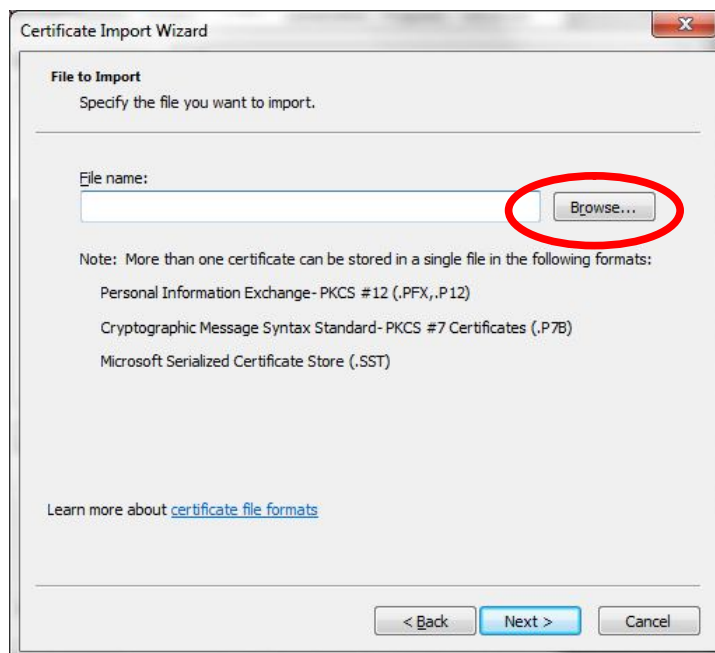 Certificate Import Wizard
File to Import
Specify the file you want to import.
File name:
Browse...
Note: More than one certificate can be stored in a single file in the following formats:
Personal Information Exchange- PKCS #12 (.PFX,.P12)
Cryptographic Message Syntax Standard- PKCS #7 Certificates (.P7B)
Microsoft Serialized Certificate Store (.SST)
Learn more about certificate file formats
< Back Next > Cancel